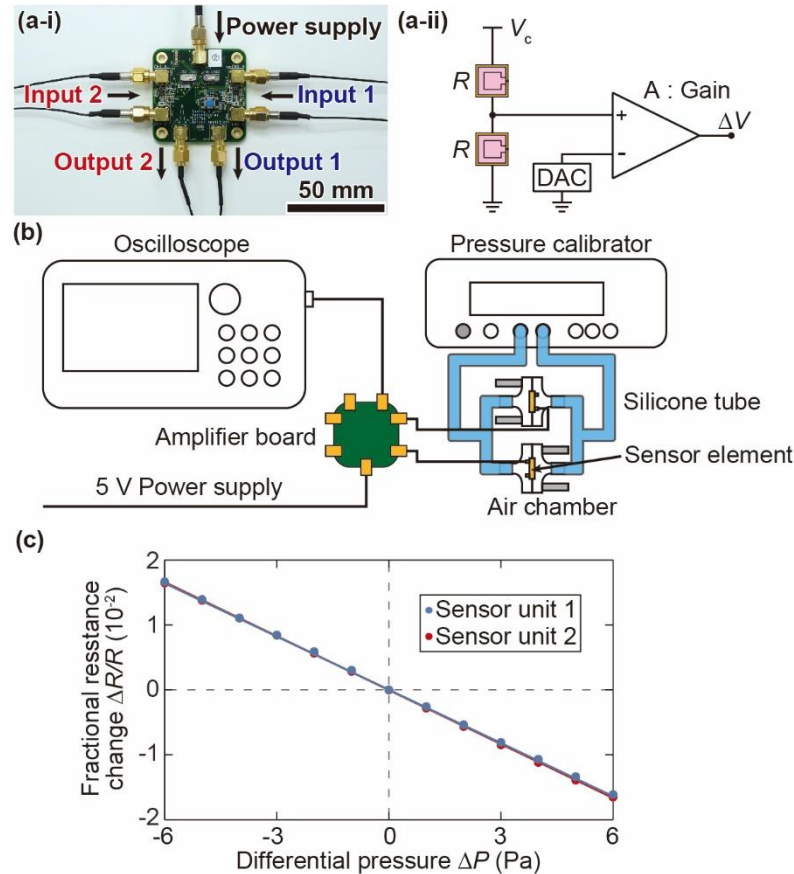 (a-i)
Power supply
Input 2
Input 1
Output 2
Output 1
50 mm
(a-ii)
Vc
R
R
A : Gain
+
-
ΔV
DAC
(b)
Oscilloscope
Pressure calibrator
Amplifier board
Silicone tube
Sensor element
5 V Power supply
Air chamber
(c)
Fractional resstance
change ΔR/R (10⁻²)
2
1
0
-1
-2
Sensor unit 1
Sensor unit 2
-6
-3
0
3
6
Differential pressure ΔP (Pa)